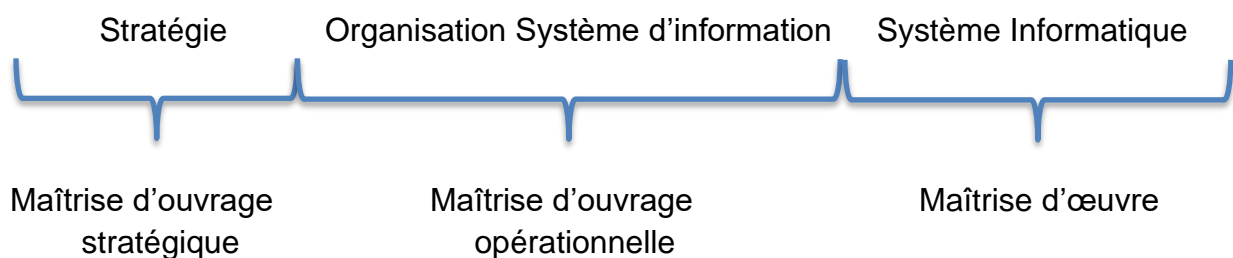 Stratégie Organisation Système d'information Système Informatique
Maîtrise d'ouvrage stratégique
Maîtrise d'ouvrage opérationnelle
Maîtrise d'œuvre